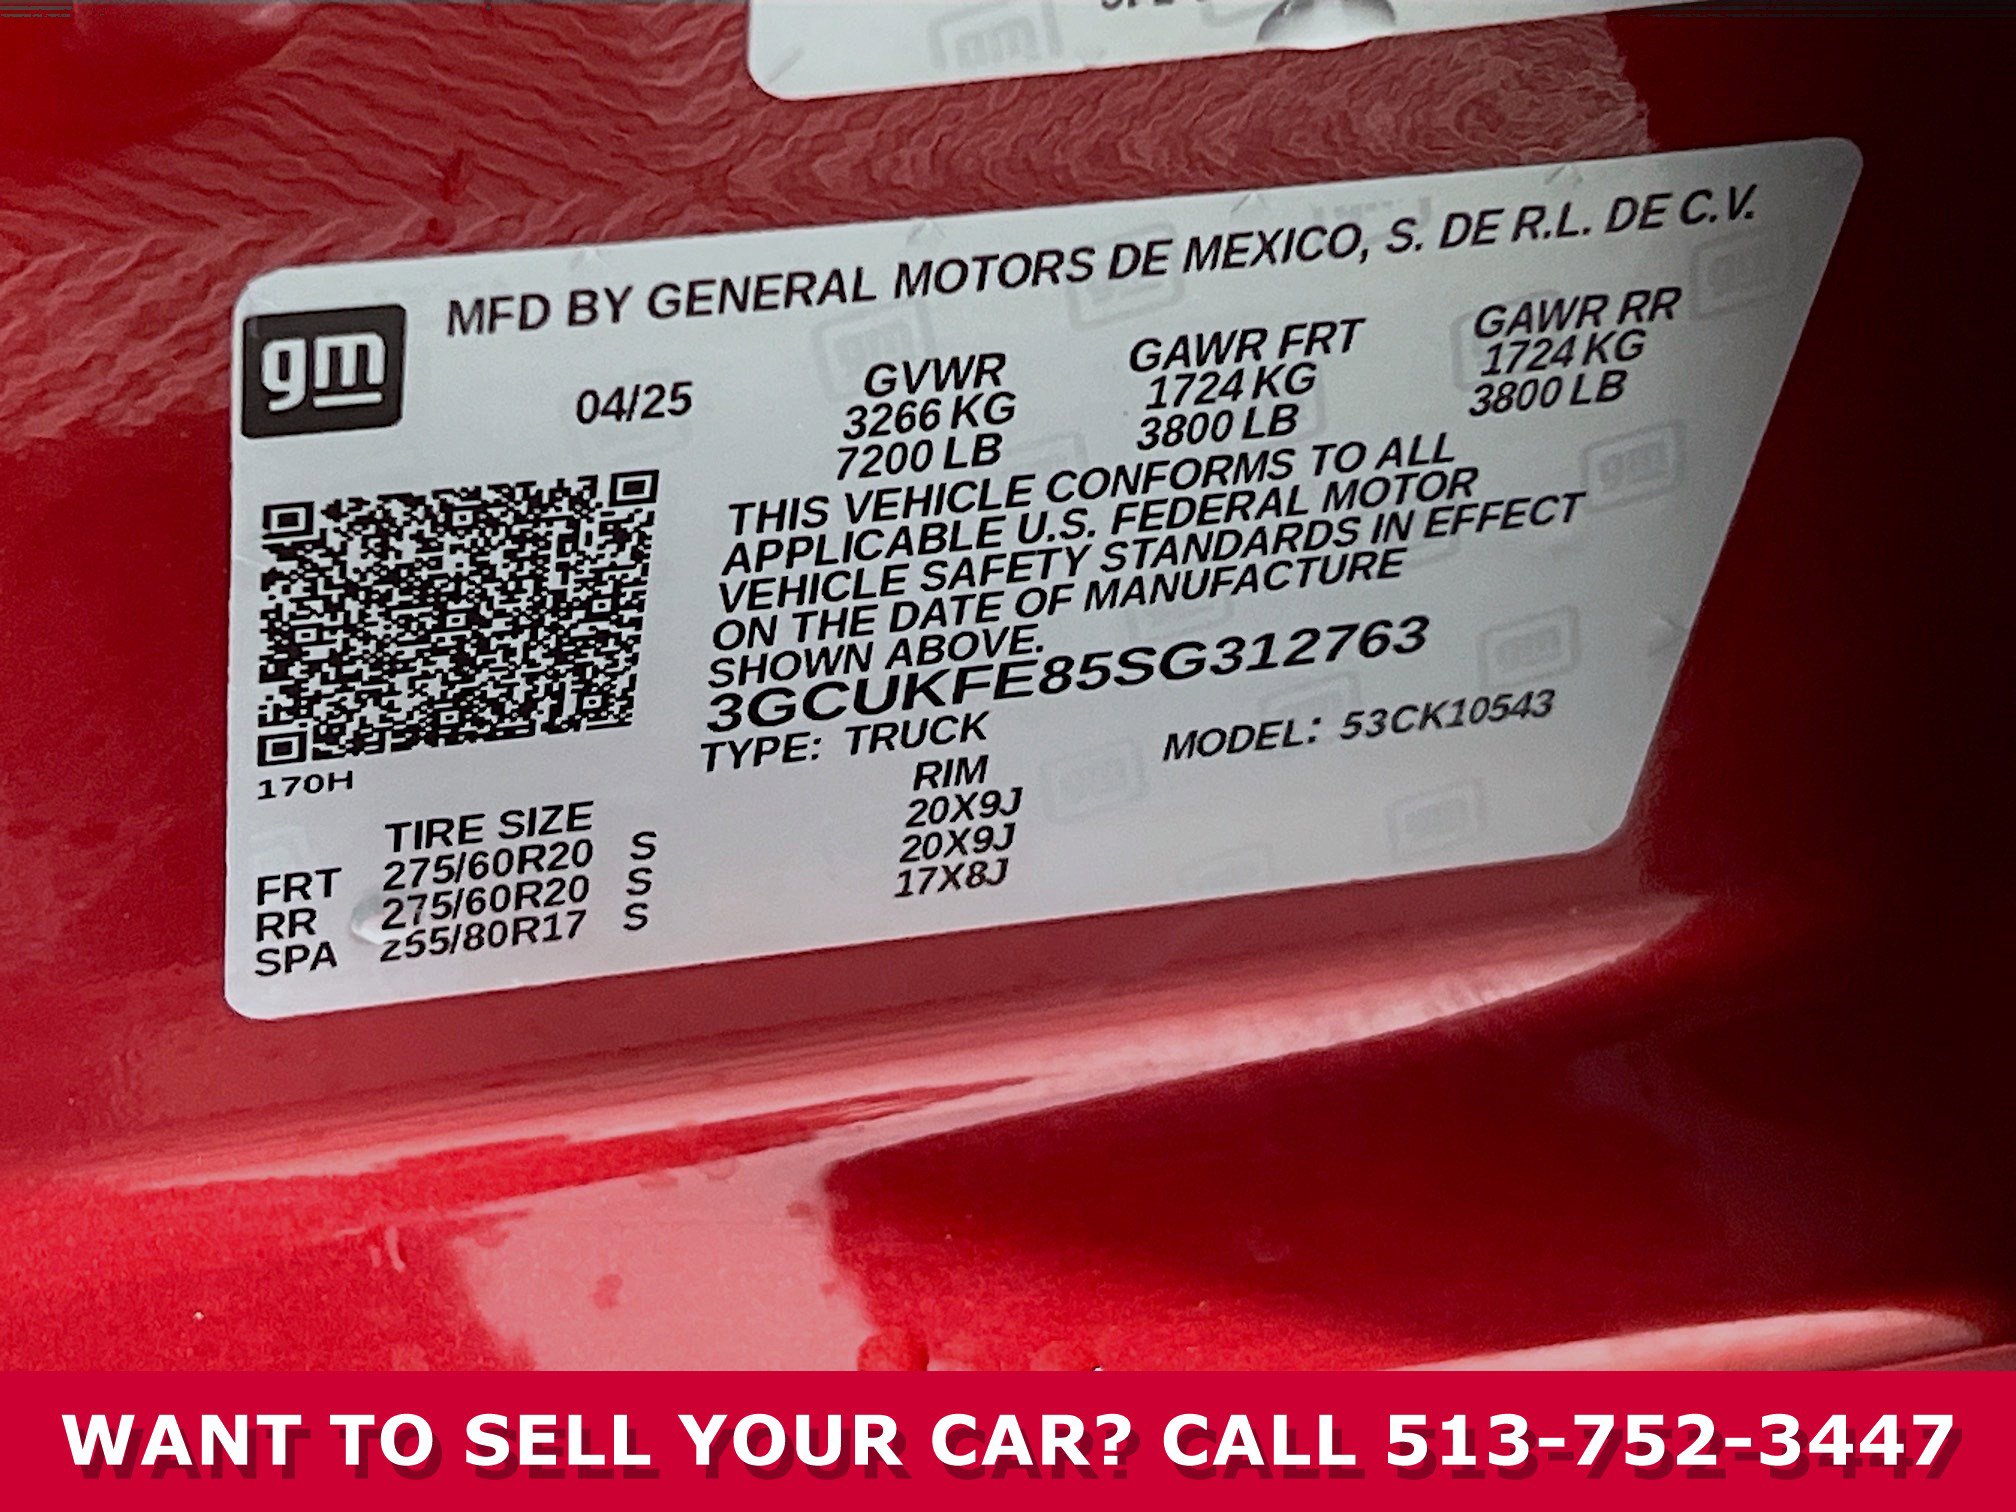 MFD BY GENERAL MOTORS DE MEXICO, S. DE R.L. DE C.V.
gm
04/25
GVWR
3266 KG
7200 LB
GAWR FRT
1724 KG
3800 LB
GAWR RR
1724 KG
3800 LB
THIS VEHICLE CONFORMS TO ALL
APPLICABLE U.S. FEDERAL MOTOR
VEHICLE SAFETY STANDARDS IN EFFECT
ON THE DATE OF MANUFACTURE
SHOWN ABOVE.
3GCUKFE85SG312763
TYPE: TRUCK MODEL: 53CK10543
170H
TIRE SIZE RIM
FRT 275/60R20 S 20X9J
RR 275/60R20 S 20X9J
SPA 255/80R17 S 17X8J
WANT TO SELL YOUR CAR? CALL 513-752-3447